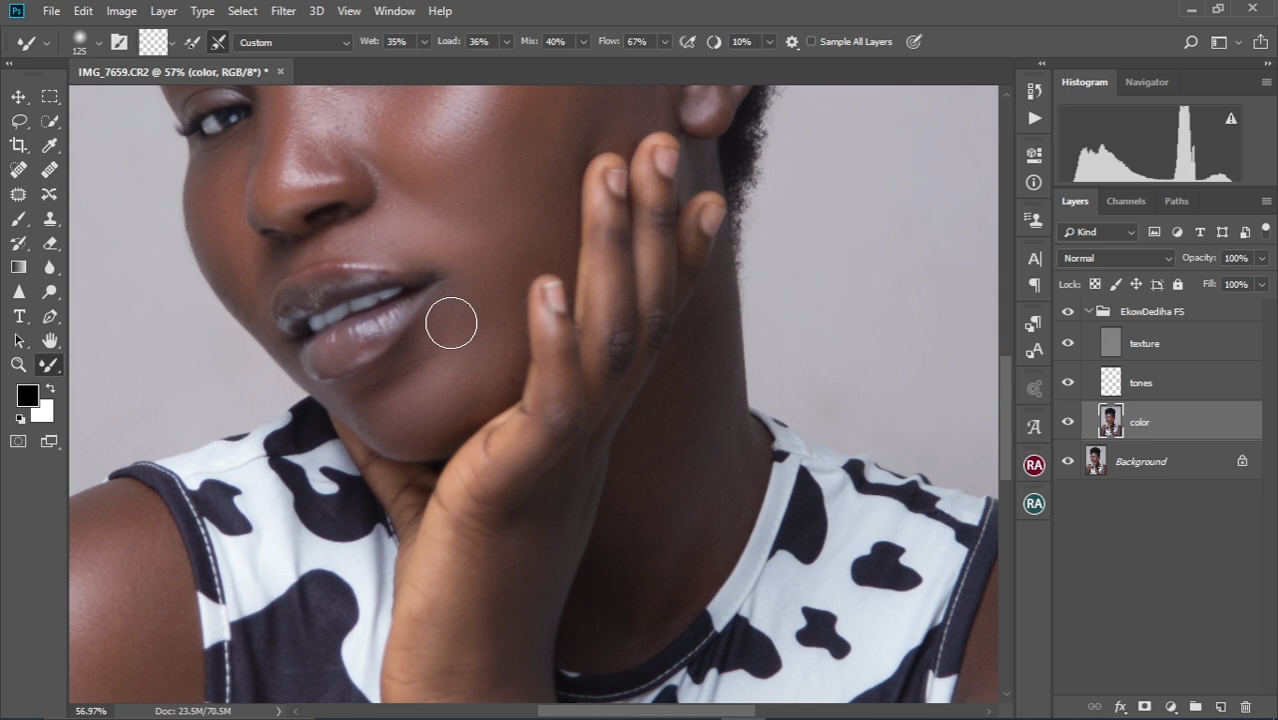 Ps File Edit Image Layer Type Select Filter 3D View Window Help
125 Custom Wet: 35% Load: 36% Mix: 40% Flow: 67% 10% Sample All Layers
IMG_7659.CR2 @ 57% (color, RGB/8*) * ×
Histogram Navigator
Layers Channels Paths
Kind
Normal Opacity: 100%
Lock: Fill: 100%
EkowDediha FS
texture
tones
color
Background
RA
RA
56.97% Doc: 23.5M/70.5M